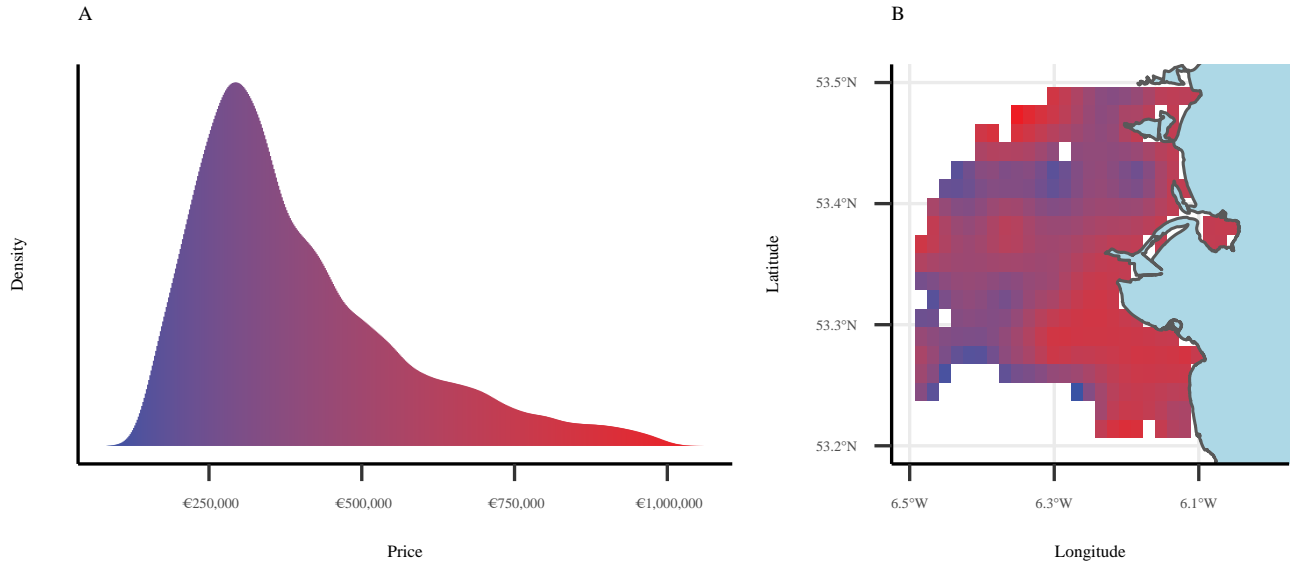 A
Density
€250,000
€500,000
€750,000
€1,000,000
Price
B
Latitude
53.5°N
53.4°N
53.3°N
53.2°N
6.5°W
6.3°W
6.1°W
Longitude